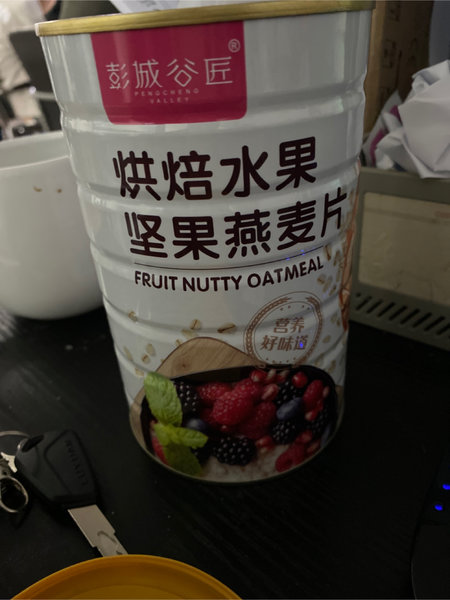 彭城谷匠®
PENGCHENG
VALLEY
烘焙水果
坚果燕麦片
FRUIT NUTTY OATMEAL
营养
好味道